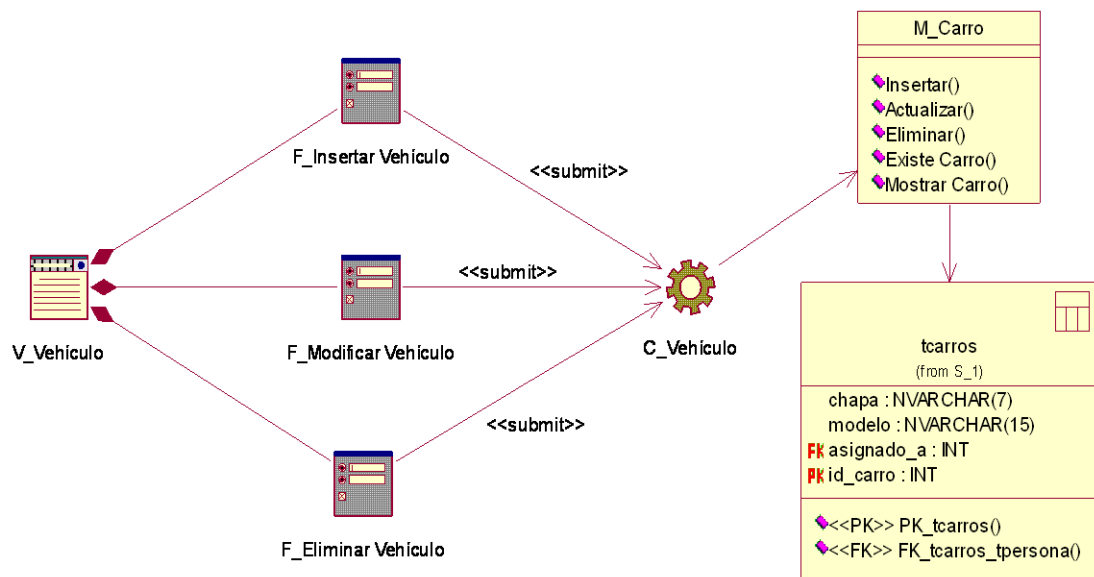 M_Carro
Insertar()
Actualizar()
Eliminar()
Existe Carro()
Mostrar Carro()
F_Insertar Vehículo
<<submit>>
<<submit>>
V_Vehículo
F_Modificar Vehículo
C_Vehículo
<<submit>>
F_Eliminar Vehículo
tcarros
(from S_1)
chapa : NVARCHAR(7)
modelo : NVARCHAR(15)
FK asignado_a : INT
PK id_carro : INT
<<PK>> PK_tcarros()
<<FK>> FK_tcarros_tpersona()